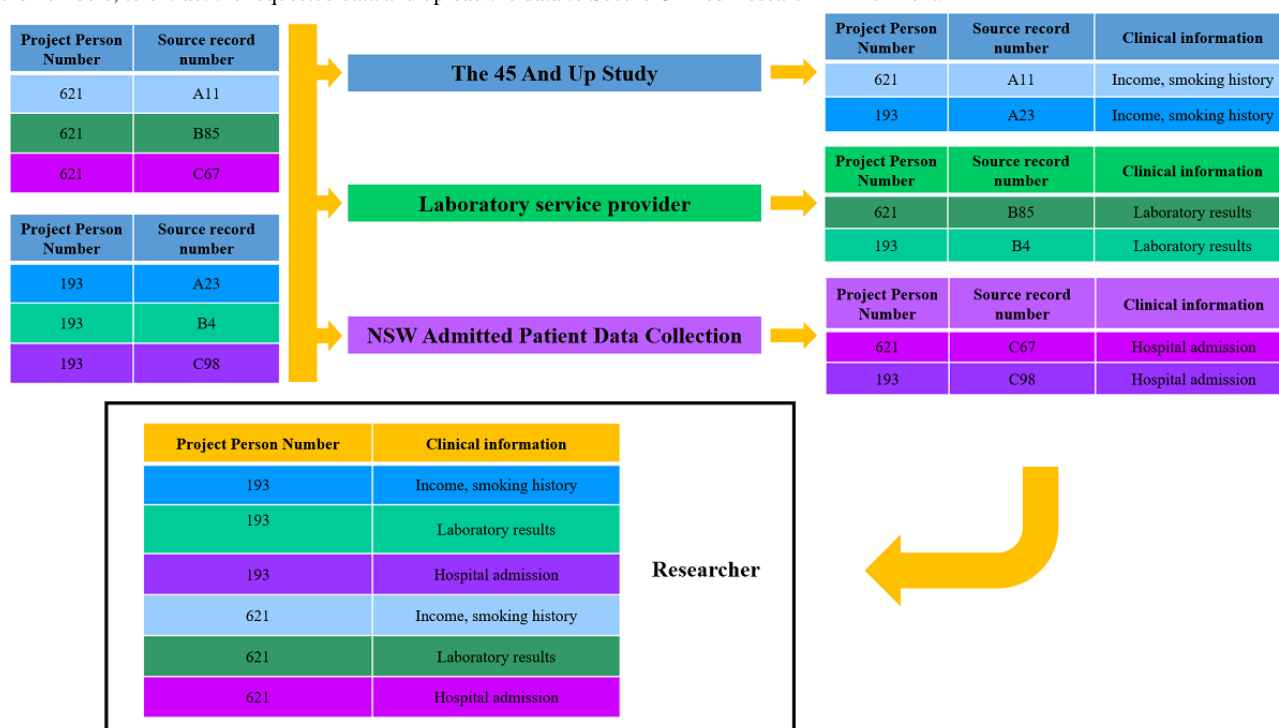 Project Person Number Source record number
621 A11
621 B85
621 C67
Project Person Number Source record number
193 A23
193 B4
193 C98
The 45 And Up Study
Laboratory service provider
NSW Admitted Patient Data Collection
Project Person Number Source record number Clinical information
621 A11 Income, smoking history
193 A23 Income, smoking history
Project Person Number Source record number Clinical information
621 B85 Laboratory results
193 B4 Laboratory results
Project Person Number Source record number Clinical information
621 C67 Hospital admission
193 C98 Hospital admission
Project Person Number Clinical information
193 Income, smoking history
193 Laboratory results
193 Hospital admission
621 Income, smoking history
621 Laboratory results
621 Hospital admission
Researcher